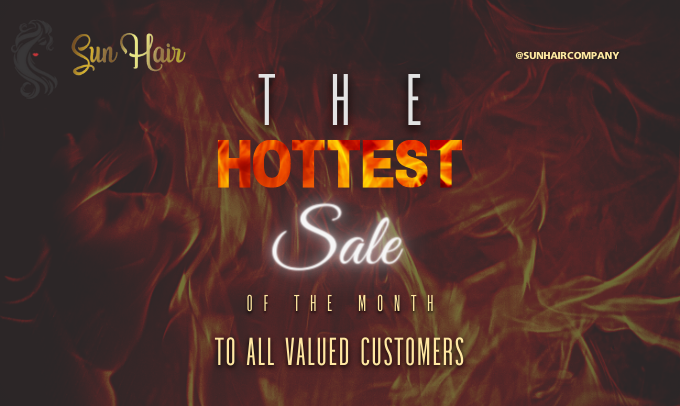 Sun Hair
@SUNHAIRCOMPANY
THE
HOTTEST
Sale
OF THE MONTH
TO ALL VALUED CUSTOMERS